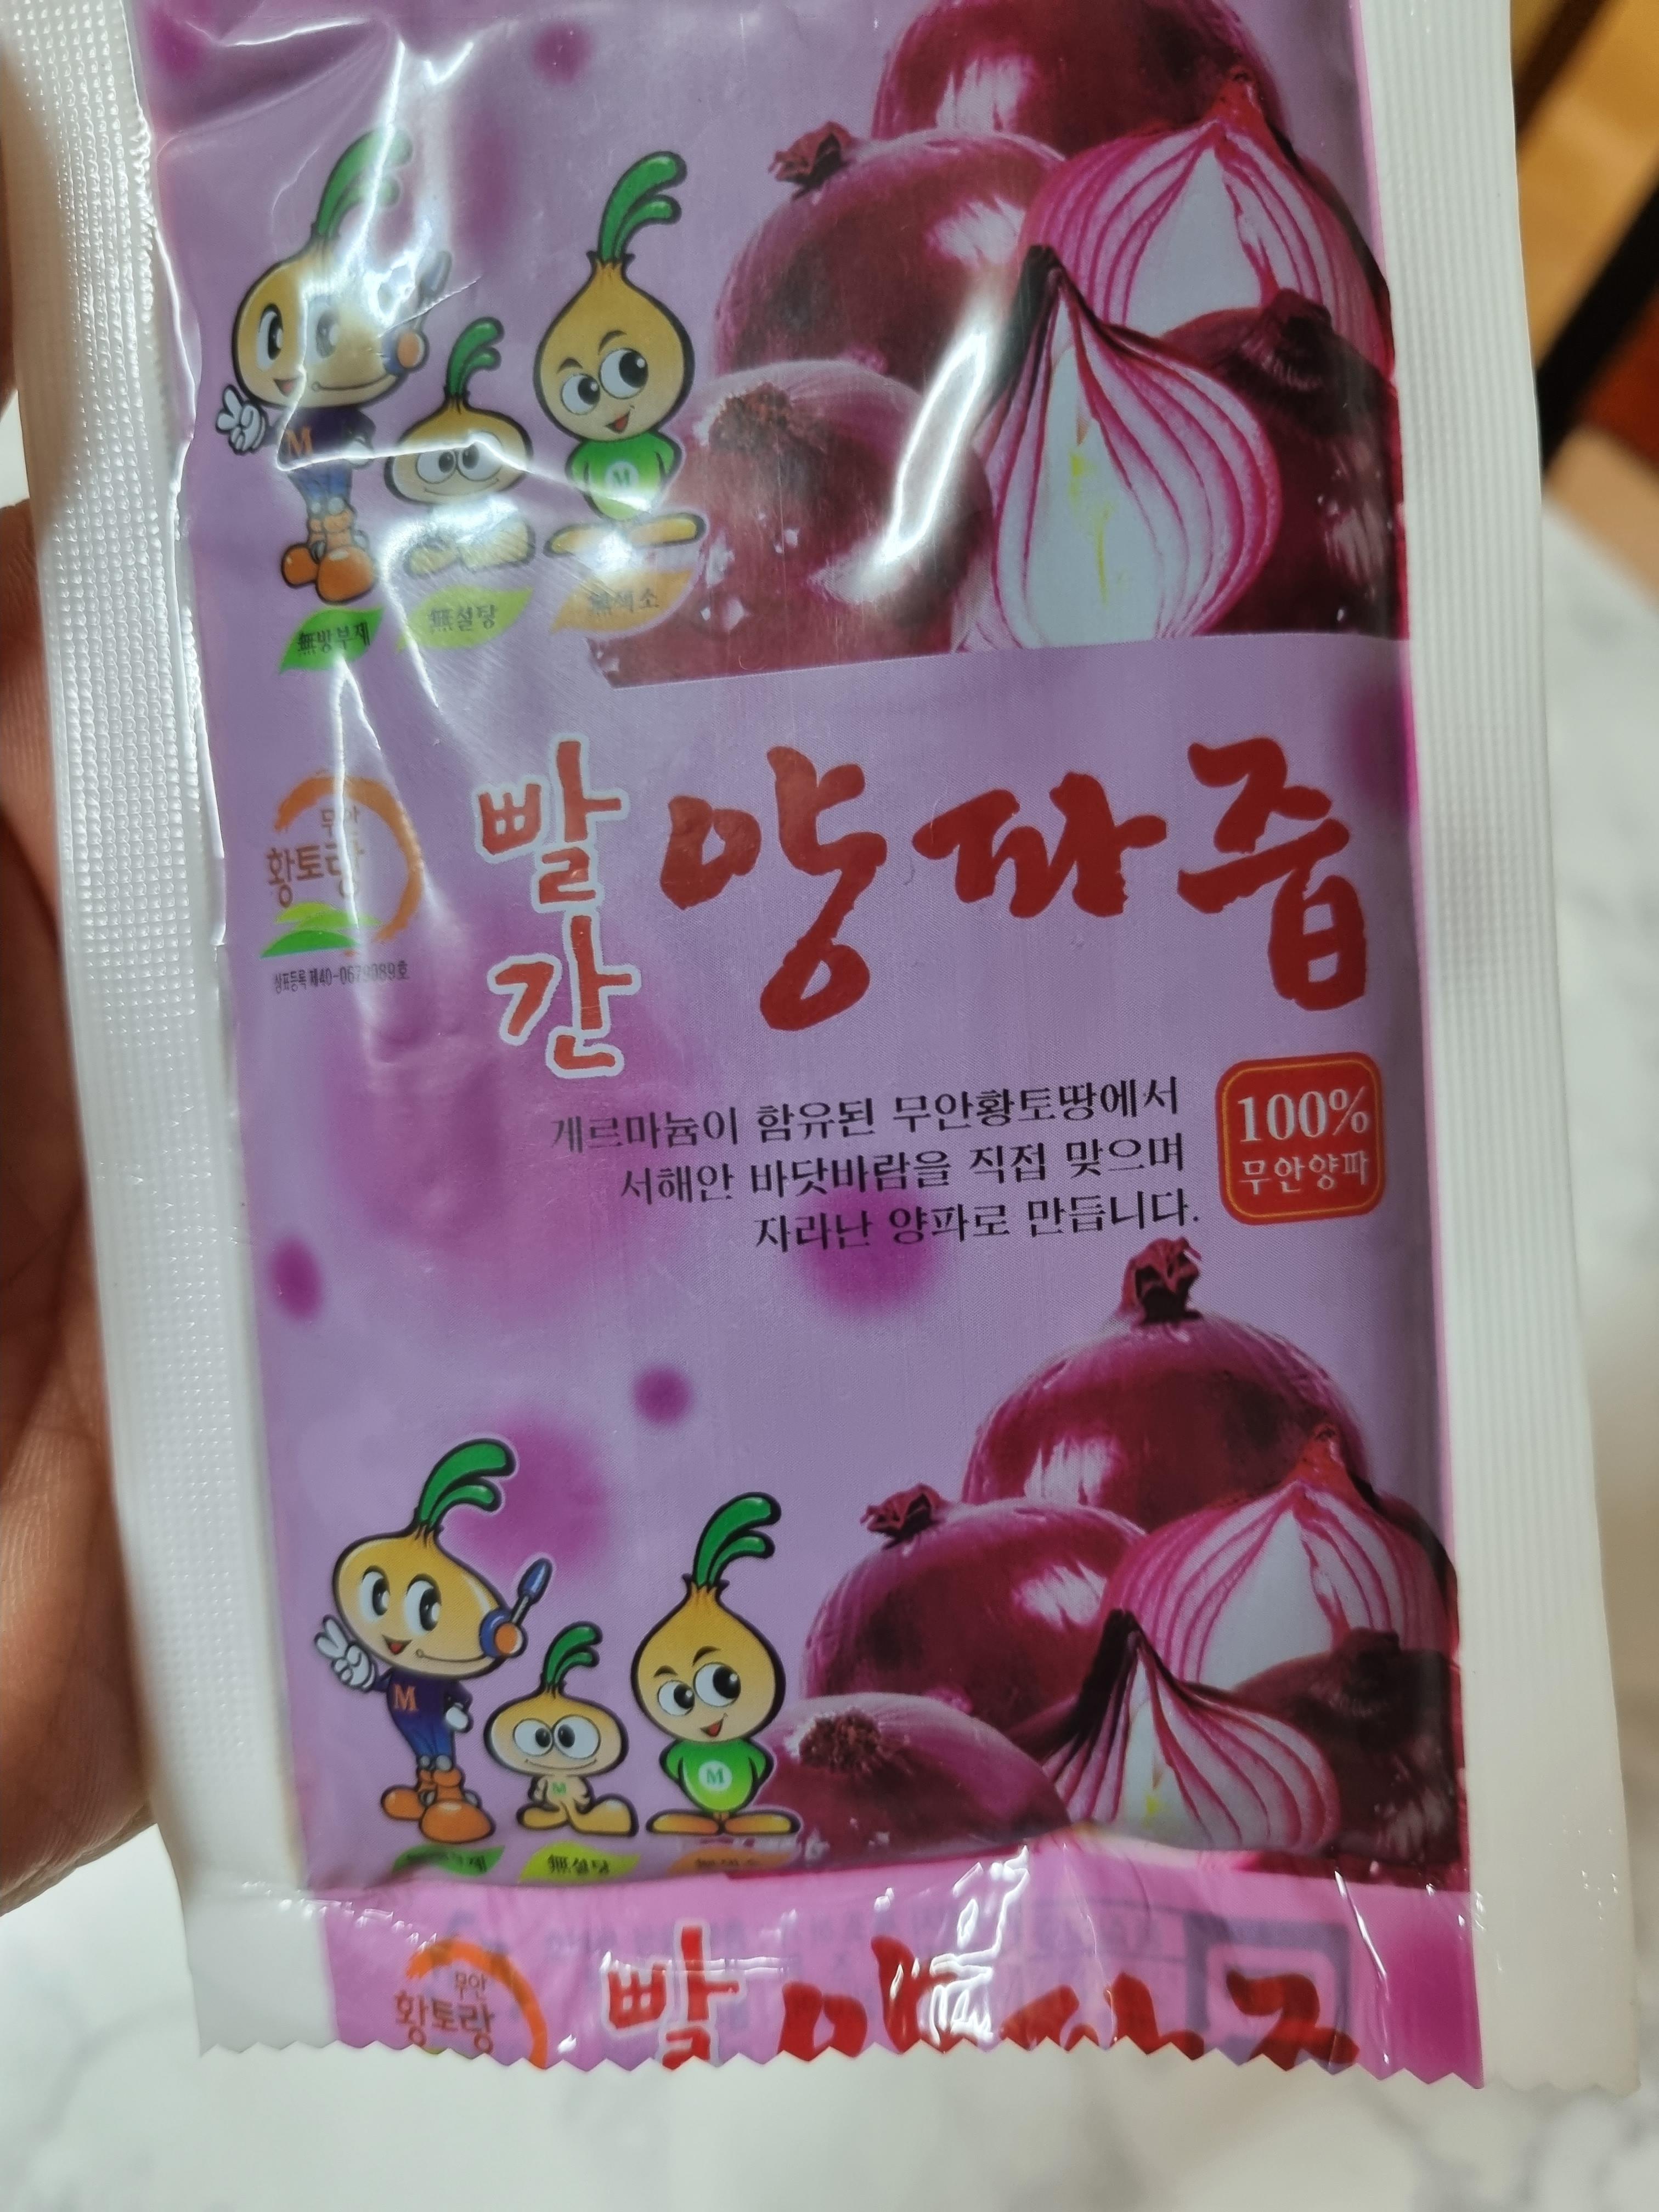 M
M
無방부재
無설탕
無색소
무안
황토랑
상표등록 제40-0679089호
빨간 양파즙
게르마늄이 함유된 무안황토땅에서
서해안 바닷바람을 직접 맞으며
자라난 양파로 만듭니다.
100%
무안양파
M
M
M
無설탕
無색소
무안
황토랑
빨